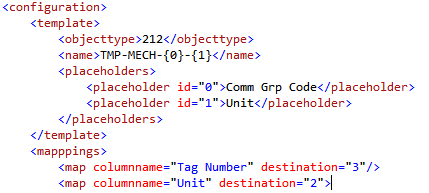 <configuration>
<template>
<objecttype>212</objecttype>
<name>TMP-MECH-{0}-{1}</name>
<placeholders>
<placeholder id="0">Comm Grp Code</placeholder>
<placeholder id="1">Unit</placeholder>
</placeholders>
</template>
<mapppings>
<map columnname="Tag Number" destination="3"/>
<map columnname="Unit" destination="2">